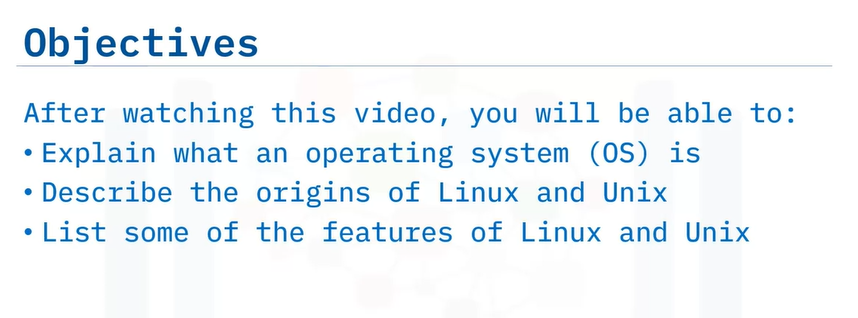 Objectives
After watching this video, you will be able to:
• Explain what an operating system (OS) is
• Describe the origins of Linux and Unix
• List some of the features of Linux and Unix